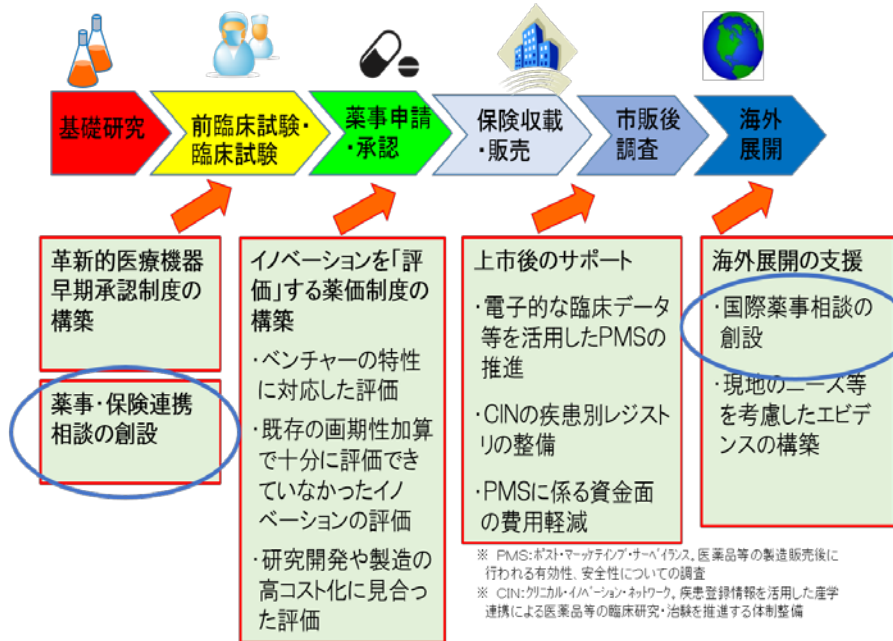 基礎研究
前臨床試験・
臨床試験
薬事申請
・承認
保険収載
・販売
市販後
調査
海外
展開
革新的医療機器
早期承認制度の
構築
薬事・保険連携
相談の創設
イノベーションを「評
価」する薬価制度の
構築
・ベンチャーの特性
に対応した評価
・既存の画期性加算
で十分に評価でき
ていなかったイノ
ベーションの評価
・研究開発や製造の
高コスト化に見合っ
た評価
上市後のサポート
・電子的な臨床データ
等を活用したPMSの
推進
・CINの疾患別レジスト
リの整備
・PMSに係る資金面
の費用軽減
海外展開の支援
・国際薬事相談の
創設
・現地のニーズ等
を考慮したエビデ
ンスの構築
※ PMS:ポスト・マーケティング・サーベイランス。医薬品等の製造販売後に
行われる有効性、安全性についての調査
※ CIN:クリニカル・イノベーション・ネットワーク。疾患登録情報を活用した産学
連携による医薬品等の臨床研究・治験を推進する体制整備